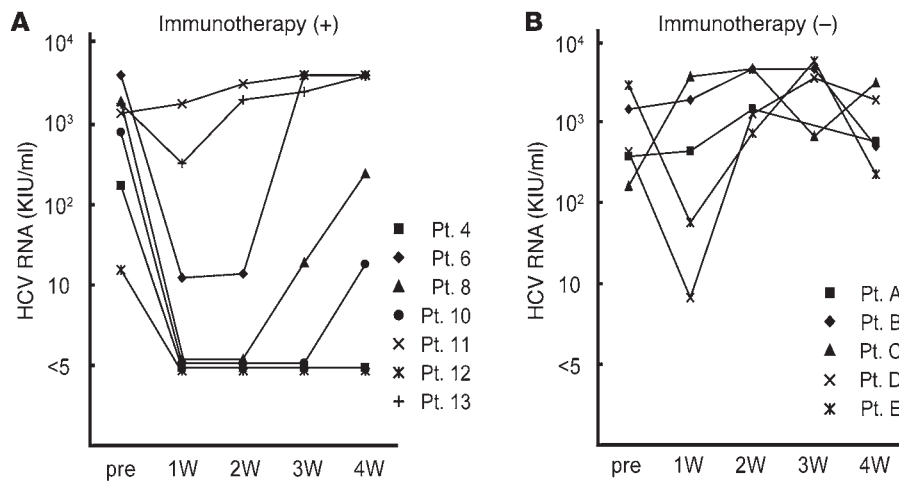 A
Immunotherapy (+)
HCV RNA (KIU/ml)
10⁴
10³
10²
10
<5
pre 1W 2W 3W 4W
Pt. 4
Pt. 6
Pt. 8
Pt. 10
Pt. 11
Pt. 12
Pt. 13
B
Immunotherapy (–)
HCV RNA (KIU/ml)
10⁴
10³
10²
10
<5
pre 1W 2W 3W 4W
Pt. A
Pt. B
Pt. C
Pt. D
Pt. E